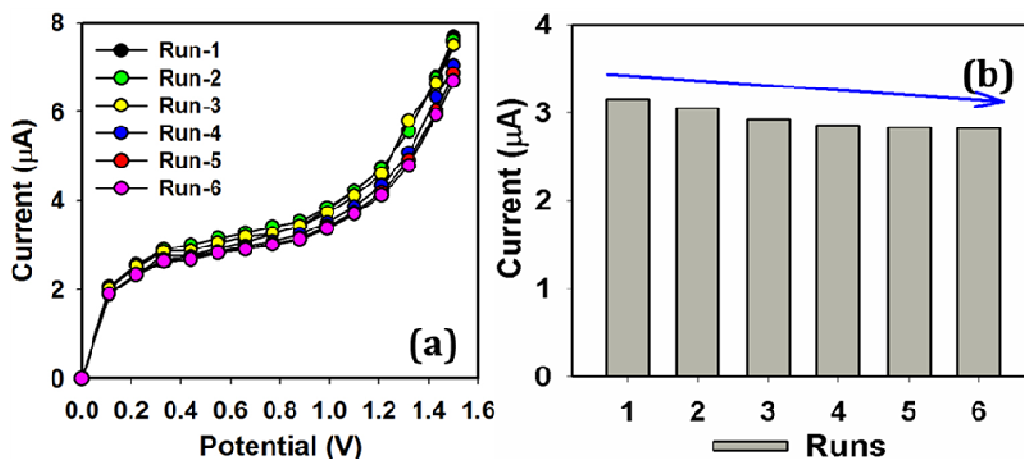 8
6
4
2
0
Current (µA)
Run-1
Run-2
Run-3
Run-4
Run-5
Run-6
(a)
0.0 0.2 0.4 0.6 0.8 1.0 1.2 1.4 1.6
Potential (V)
4
3
2
1
0
Current (µA)
(b)
1 2 3 4 5 6
Runs